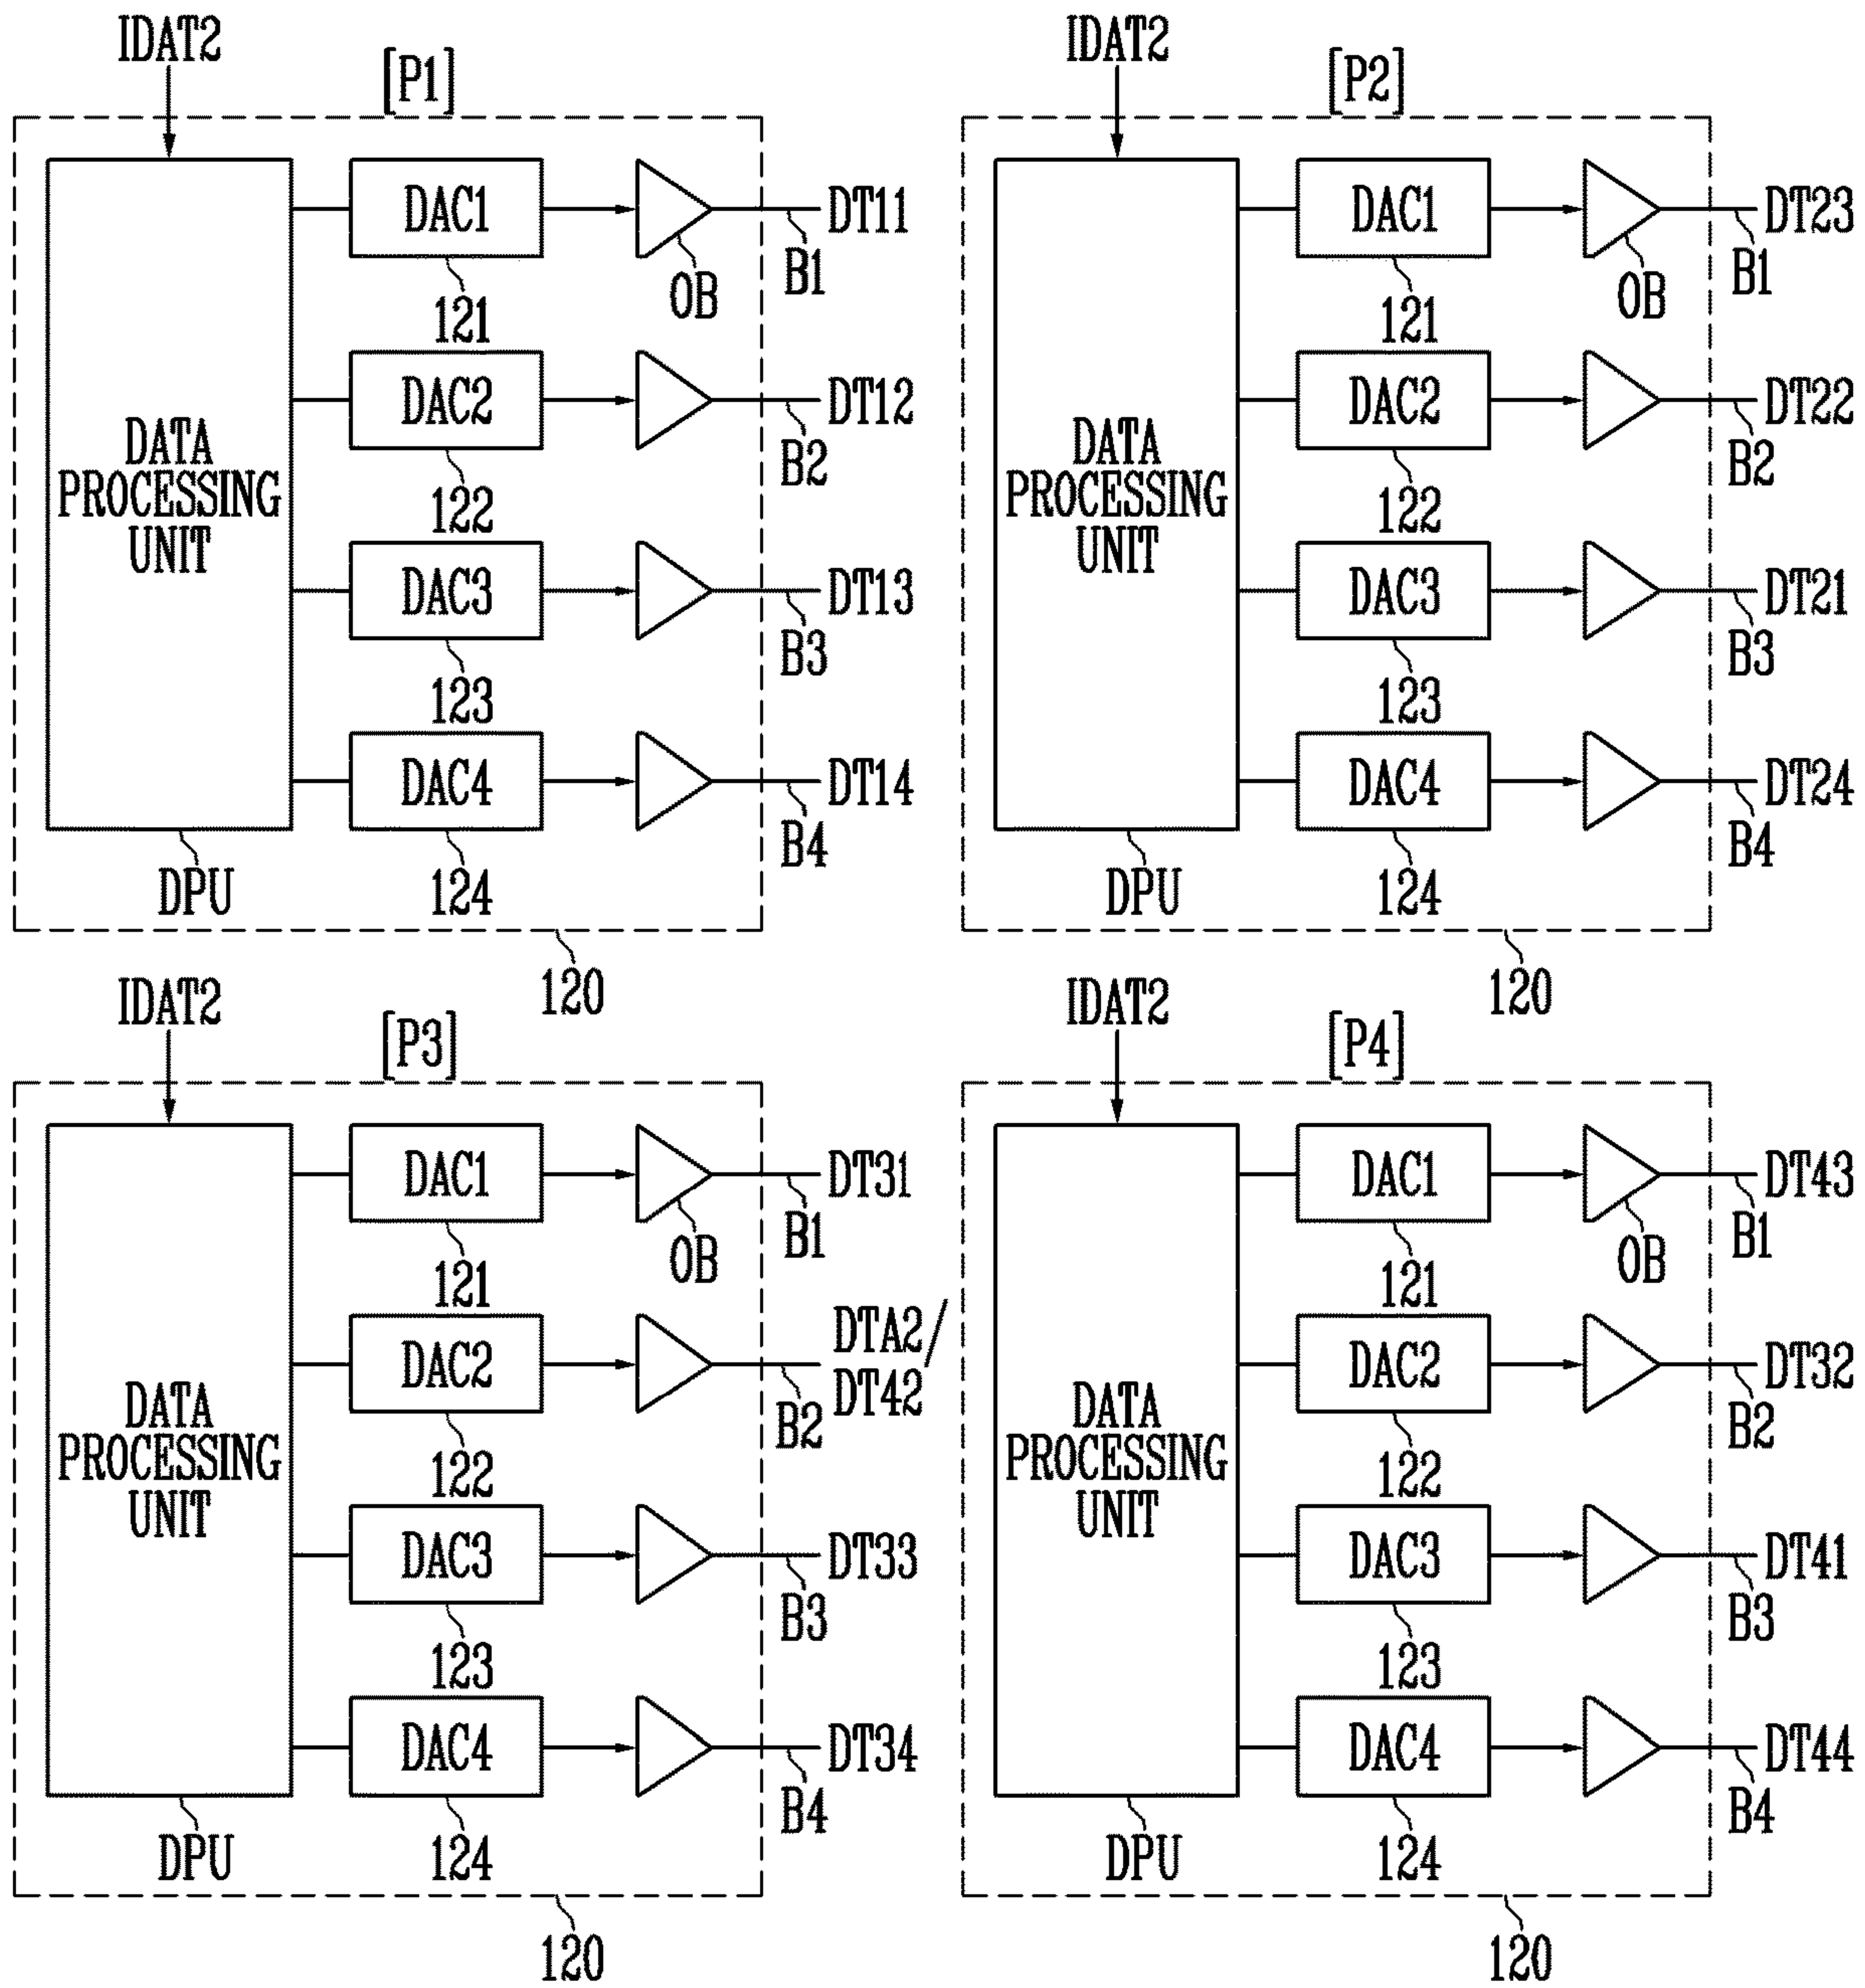 IDAT2
[P1]
DATA
PROCESSING
UNIT
DPU
DAC1
121
DAC2
122
DAC3
123
DAC4
124
OB
DT11
B1
DT12
B2
DT13
B3
DT14
B4
120
IDAT2
[P2]
DATA
PROCESSING
UNIT
DPU
DAC1
121
DAC2
122
DAC3
123
DAC4
124
OB
DT23
B1
DT22
B2
DT21
B3
DT24
B4
120
IDAT2
[P3]
DATA
PROCESSING
UNIT
DPU
DAC1
121
DAC2
122
DAC3
123
DAC4
124
OB
DT31
B1
DTA2/
DT42
B2
DT33
B3
DT34
B4
120
IDAT2
[P4]
DATA
PROCESSING
UNIT
DPU
DAC1
121
DAC2
122
DAC3
123
DAC4
124
OB
DT43
B1
DT32
B2
DT41
B3
DT44
B4
120